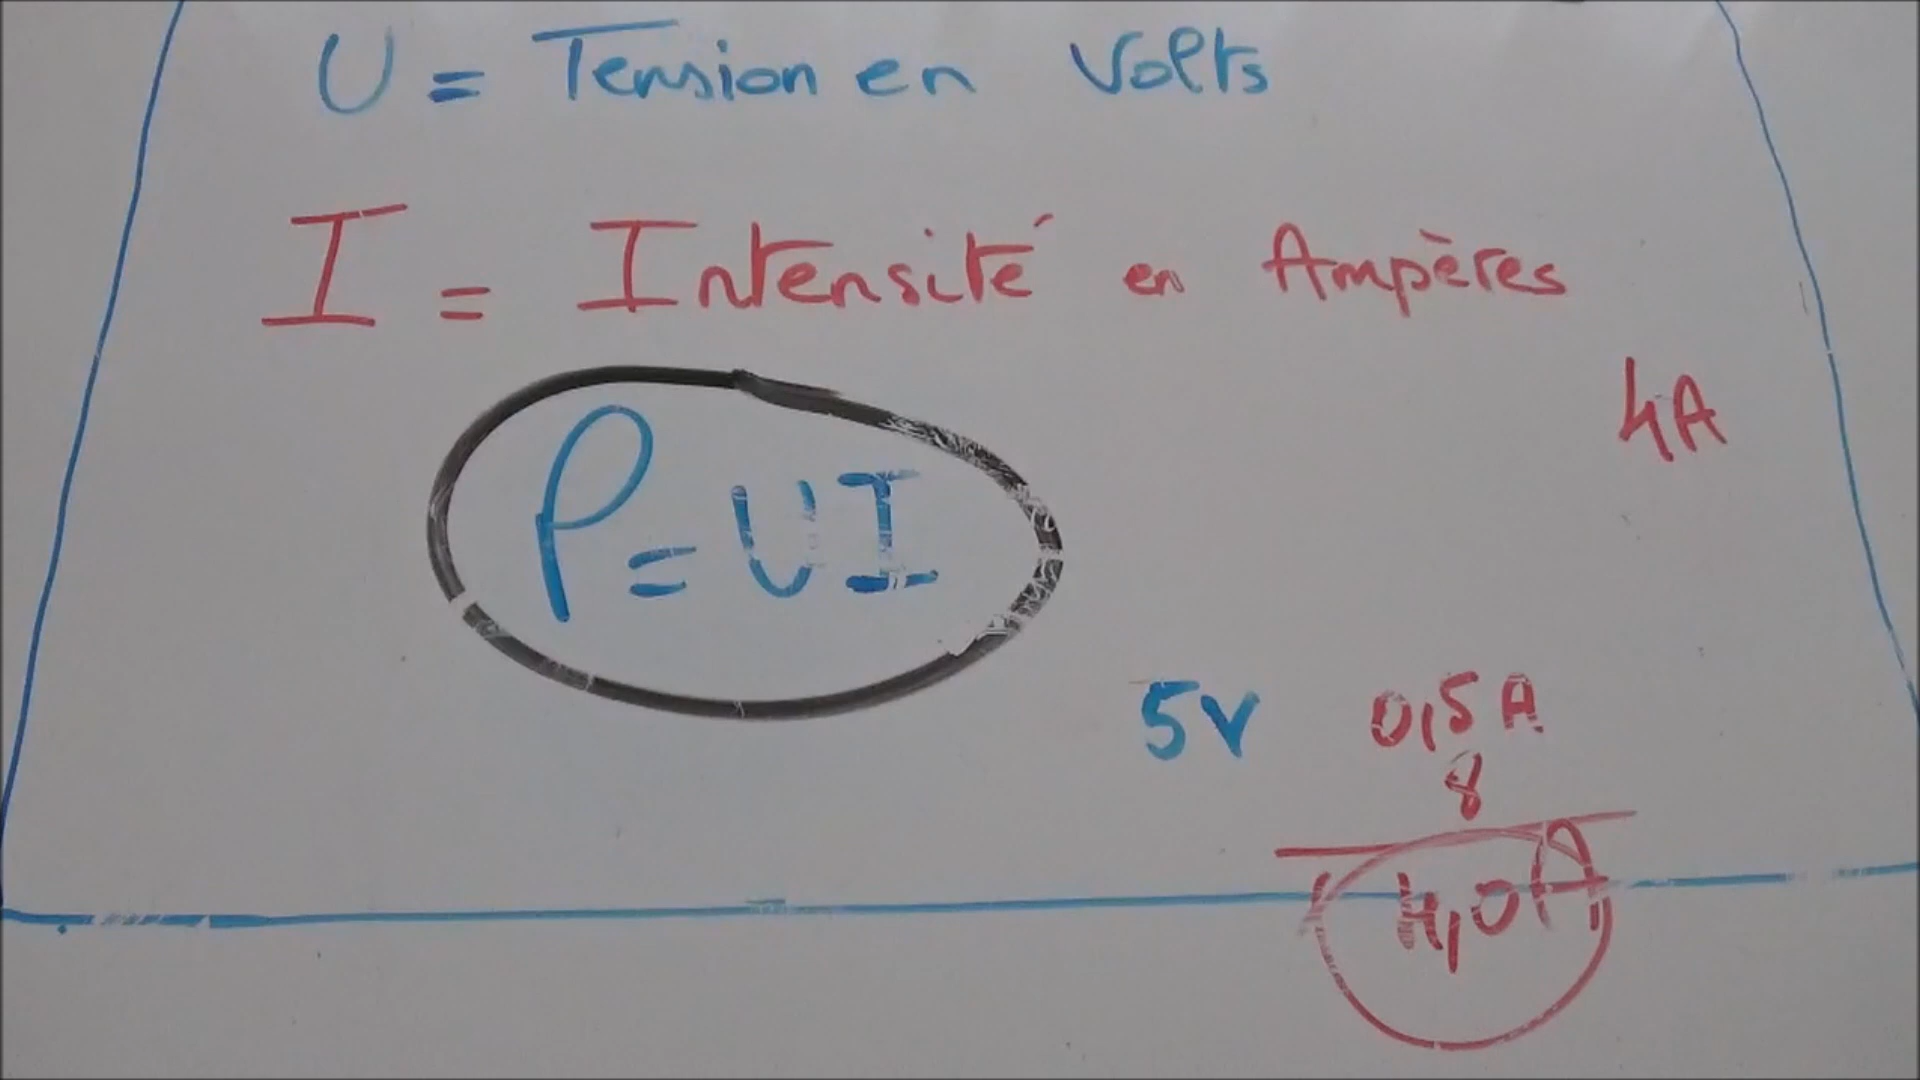 U = Tension en Volts
I = Intensité en Ampères
4A
P = UI
5V 0,5A
8
4,0A